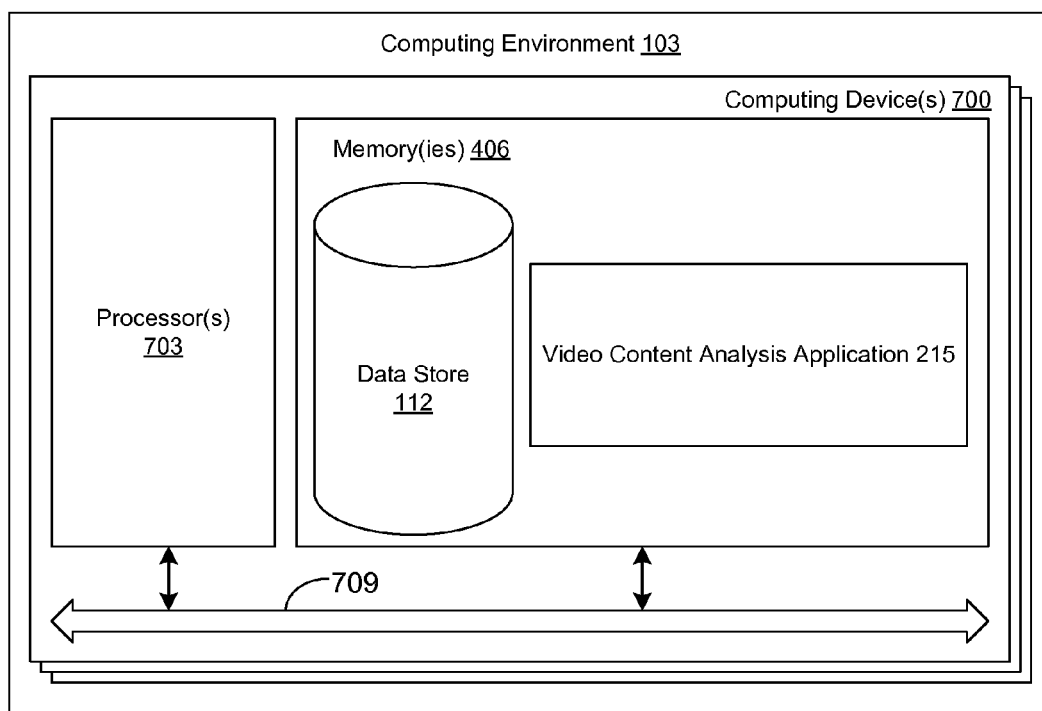 Computing Environment 103
Computing Device(s) 700
Memory(ies) 406
Processor(s)
703
Data Store
112
Video Content Analysis Application 215
709